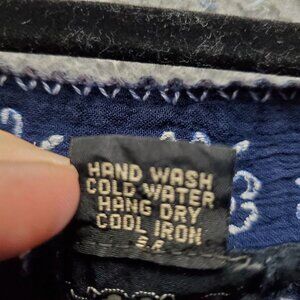 HAND WASH
COLD WATER
HANG DRY
COOL IRON